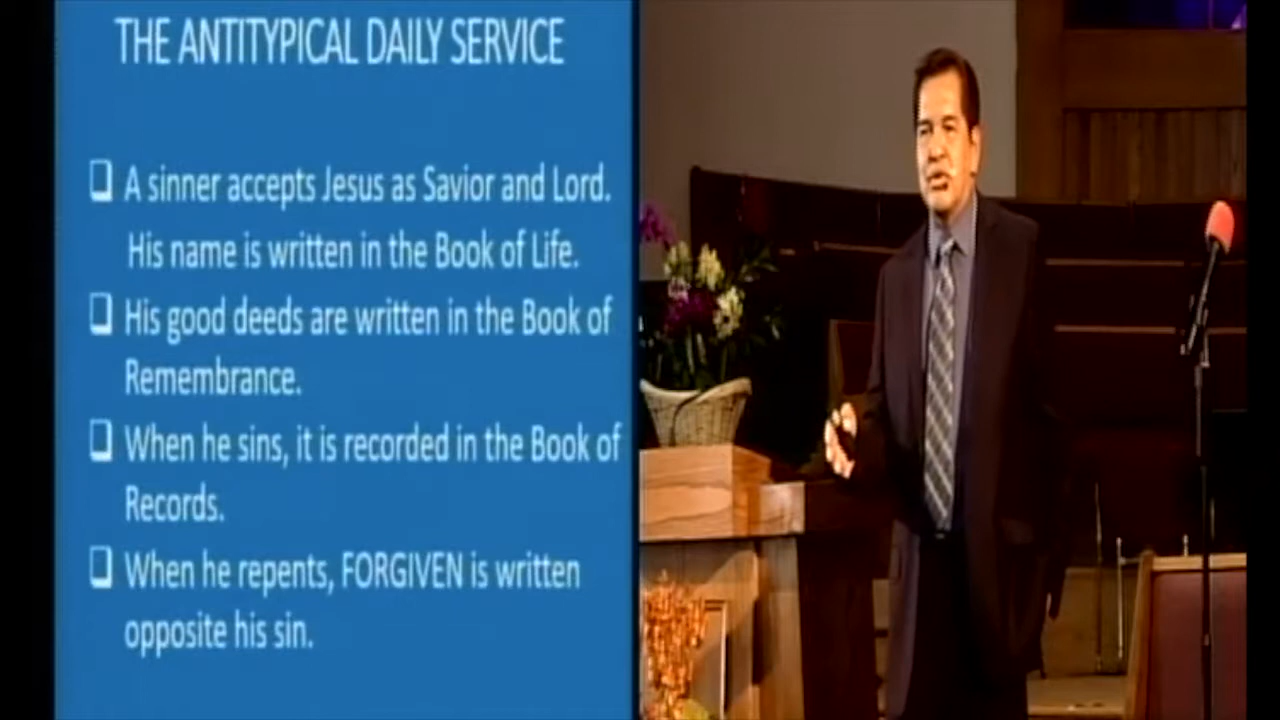 THE ANTITYPICAL DAILY SERVICE
❑ A sinner accepts Jesus as Savior and Lord.
His name is written in the Book of Life.
❑ His good deeds are written in the Book of
Remembrance.
❑ When he sins, it is recorded in the Book of
Records.
❑ When he repents, FORGIVEN is written
opposite his sin.